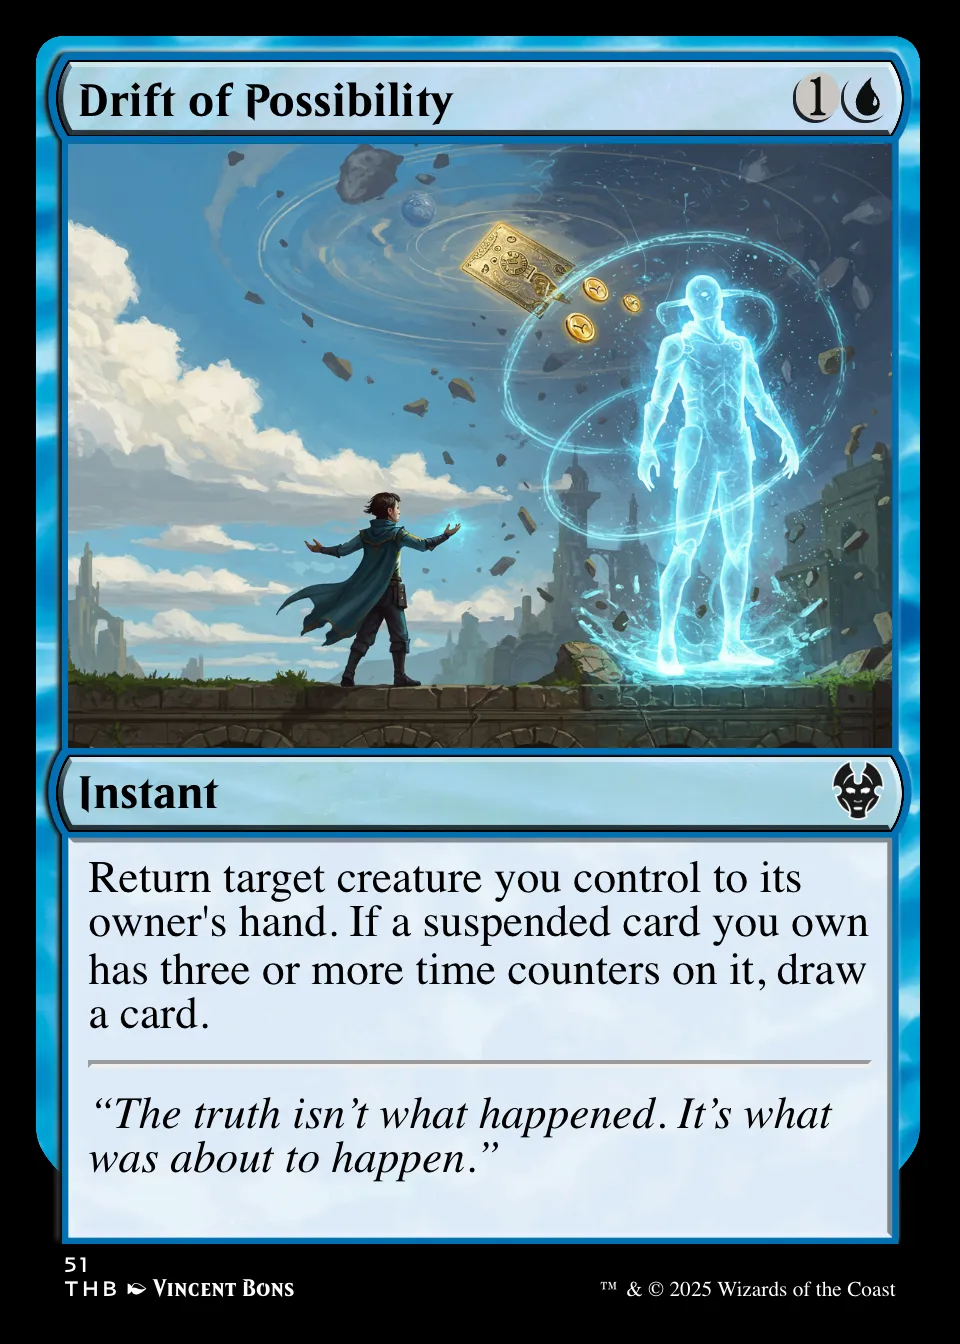 Drift of Possibility 1
Instant
Return target creature you control to its
owner's hand. If a suspended card you own
has three or more time counters on it, draw
a card.
“The truth isn’t what happened. It’s what
was about to happen.”
51
THB VINCENT BONS
™ & © 2025 Wizards of the Coast